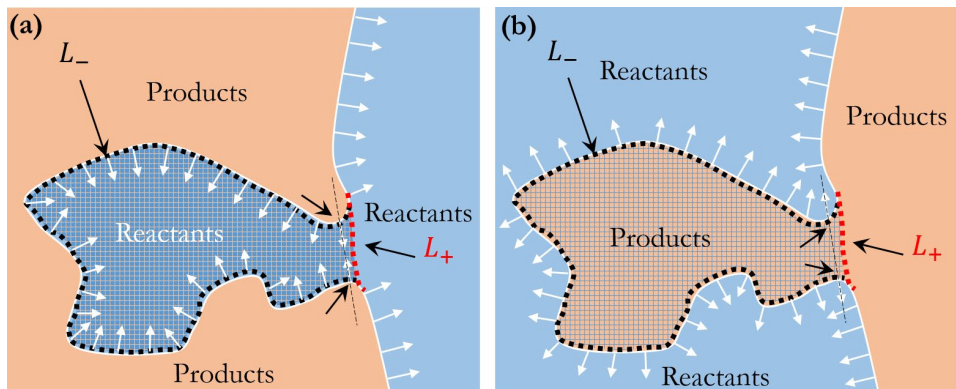 (a)
L₋
Products
Reactants
Reactants
L₊
Products
(b)
L₋
Reactants
Products
Products
L₊
Reactants